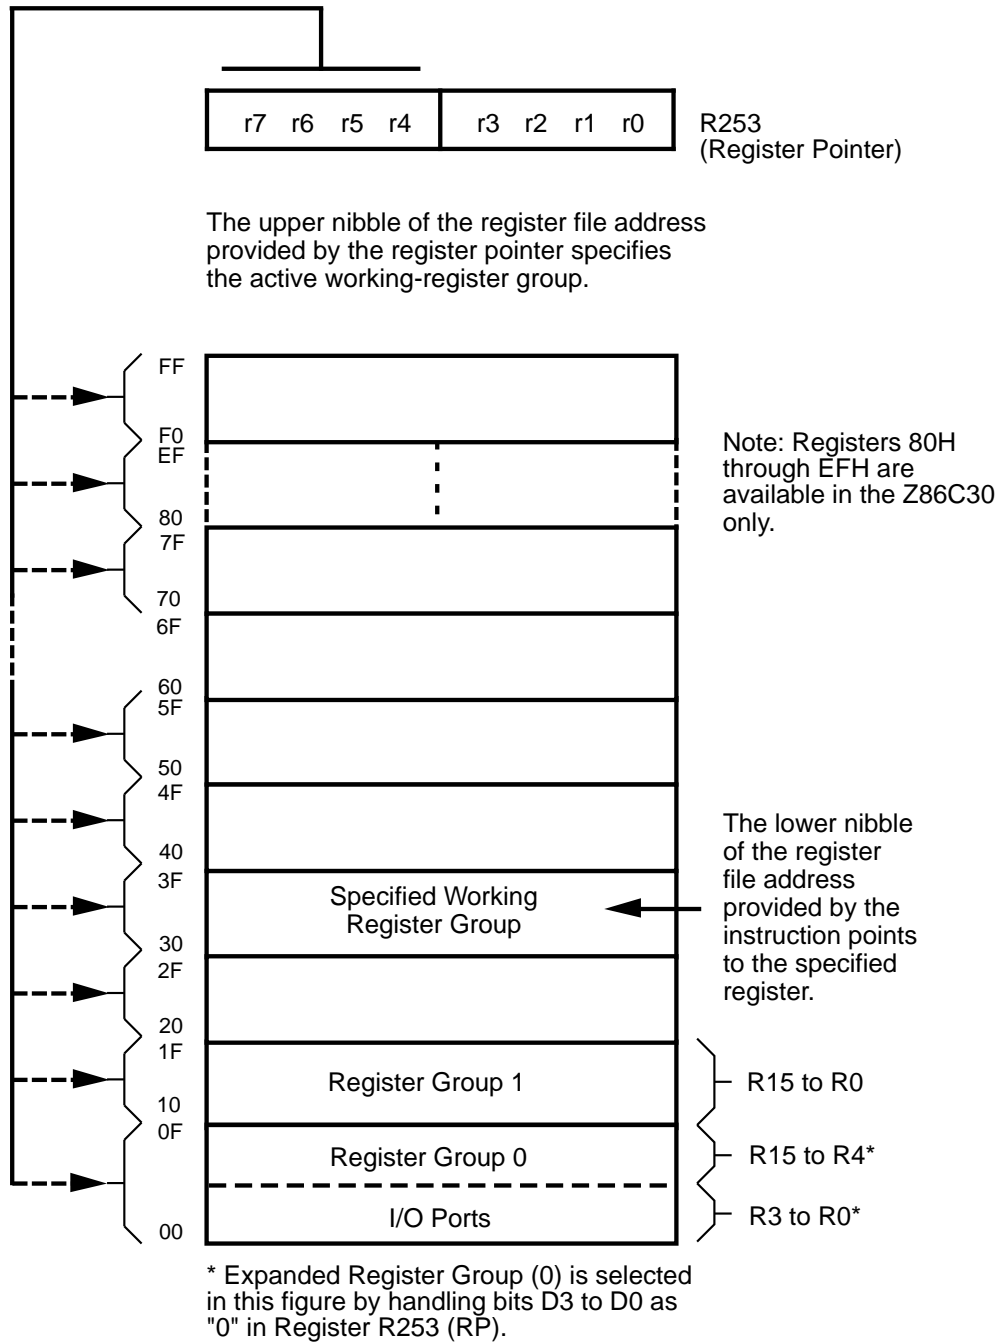 r7 r6 r5 r4 r3 r2 r1 r0
R253
(Register Pointer)
The upper nibble of the register file address
provided by the register pointer specifies
the active working-register group.
FF
F0
EF
Note: Registers 80H
through EFH are
available in the Z86C30
only.
80
7F
70
6F
60
5F
50
4F
40
3F
Specified Working
Register Group
The lower nibble
of the register
file address
provided by the
instruction points
to the specified
register.
30
2F
20
1F
Register Group 1
R15 to R0
10
0F
Register Group 0
R15 to R4*
I/O Ports
R3 to R0*
00
* Expanded Register Group (0) is selected
in this figure by handling bits D3 to D0 as
"0" in Register R253 (RP).